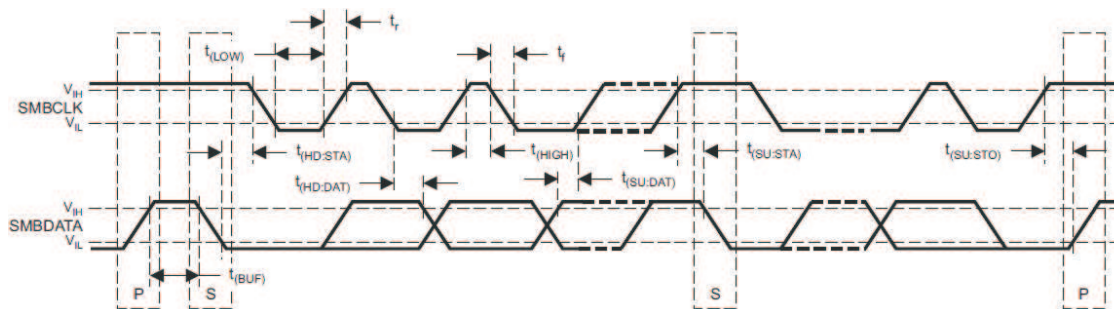 t(LOW)
tr
tf
VIH
SMBCLK
VIL
t(HD:STA)
t(HIGH)
t(SU:STA)
t(SU:STO)
t(HD:DAT)
t(SU:DAT)
VIH
SMBDATA
VIL
t(BUF)
P
S
S
P